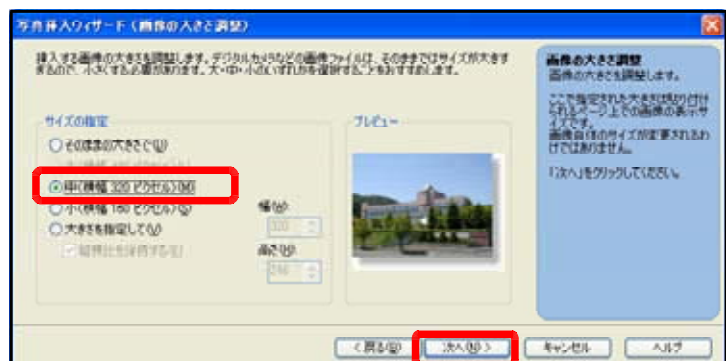 写真挿入ウィザード(画像の大きさ調整)
挿入する画像の大きさを調整します。デジタルカメラなどの画像ファイルは、そのままではサイズが大きす
ぎるので、小さくする必要があります。大・中・小のいずれかを選択することをおすすめします。
サイズの指定
そのままの大きさで(U)
中(横幅 320 ピクセル)(M)
小(横幅 160 ピクセル)(S)
大きさを指定して(V)
縦横比を保持する(E)
幅(W):
320
高さ(H):
240
プレビュー
画像の大きさ調整
画像の大きさを調整します。
ここで指定された大きさは貼り付け
られるページ上での画像の表示サ
イズです。
画像自体のサイズが変更されるわ
けではありません。
「次へ」をクリックしてください。
< 戻る(B)
次へ(N) >
キャンセル
ヘルプ